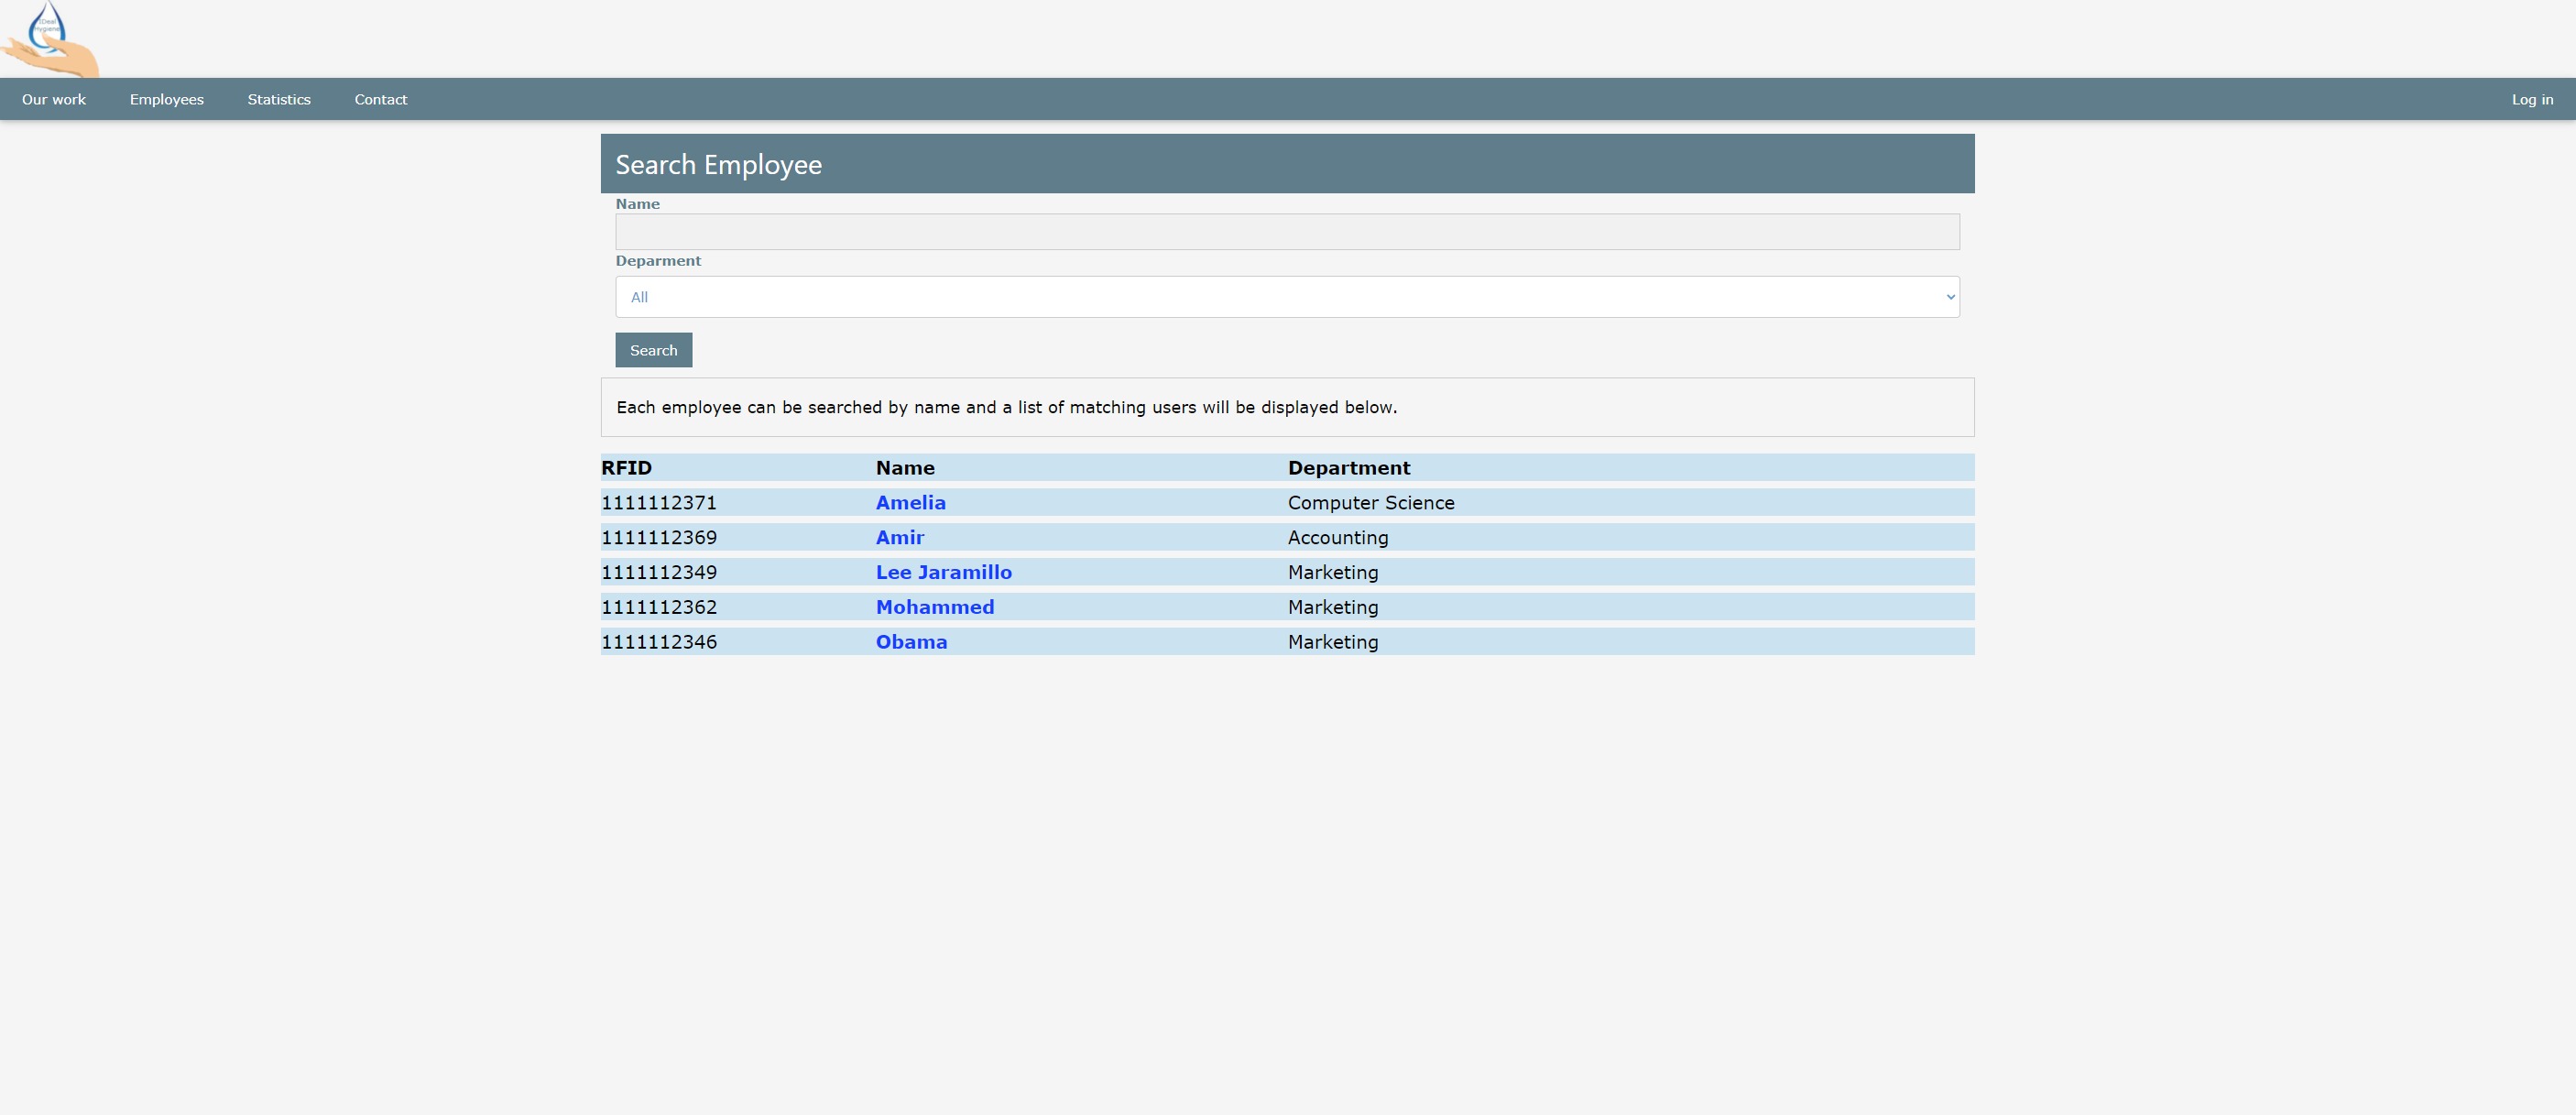 IDeal
Hygiene
Our work Employees Statistics Contact Log in
Search Employee
Name
Deparment
All
Search
Each employee can be searched by name and a list of matching users will be displayed below.
RFID Name Department
1111112371 Amelia Computer Science
1111112369 Amir Accounting
1111112349 Lee Jaramillo Marketing
1111112362 Mohammed Marketing
1111112346 Obama Marketing